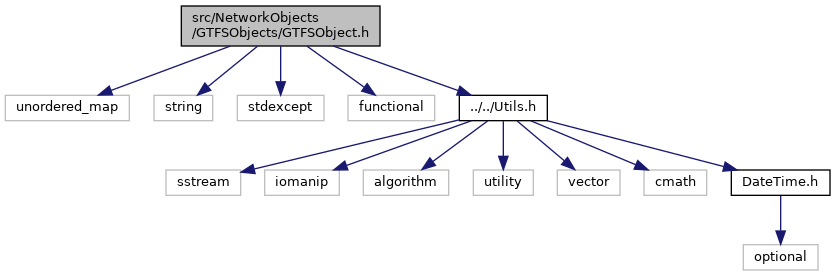 src/NetworkObjects
/GTFSObjects/GTFSObject.h
unordered_map
string
stdexcept
functional
../../Utils.h
sstream
iomanip
algorithm
utility
vector
cmath
DateTime.h
optional